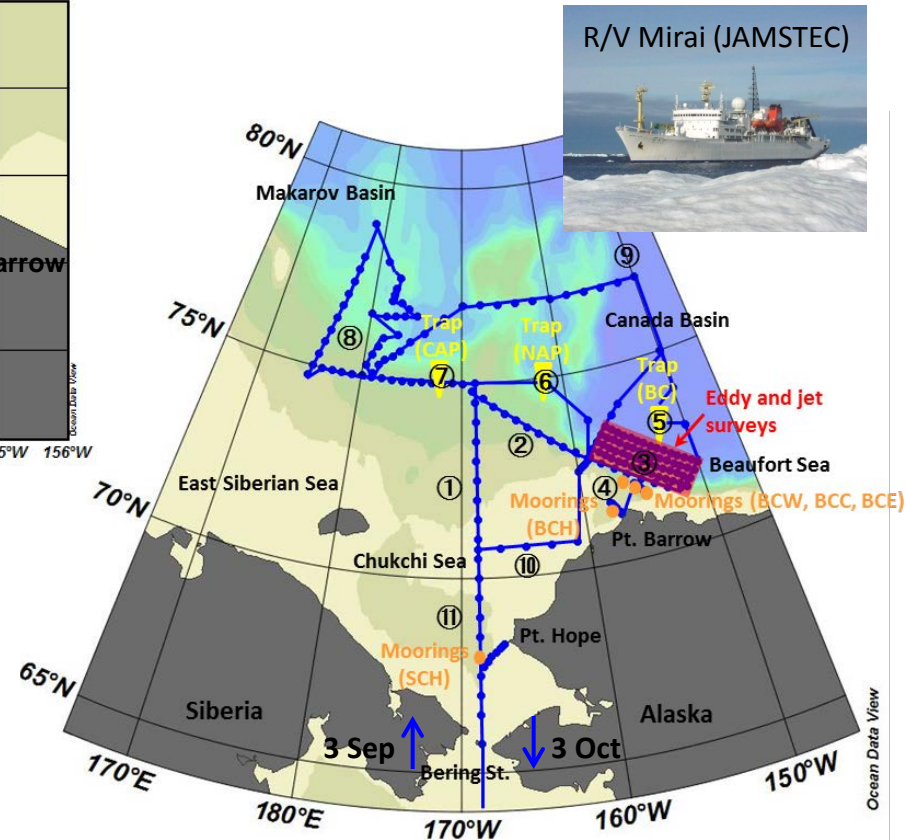 R/V Mirai (JAMSTEC)
80°N
Makarov Basin
arrow
⑨
75°N
⑧
Trap
(CAP)
⑦
Trap
(NAP)
⑥
Canada Basin
Trap
(BC)
⑤
Eddy and jet
surveys
Ocean Data View
5°W 156°W
②
③
Beaufort Sea
①
④
East Siberian Sea
70°N
Moorings
(BCH)
Moorings (BCW, BCC, BCE)
Pt. Barrow
Chukchi Sea
⑩
⑪
Pt. Hope
Moorings
(SCH)
65°N
Siberia
Alaska
3 Sep
3 Oct
Bering St.
Ocean Data View
170°E
180°E
170°W
160°W
150°W